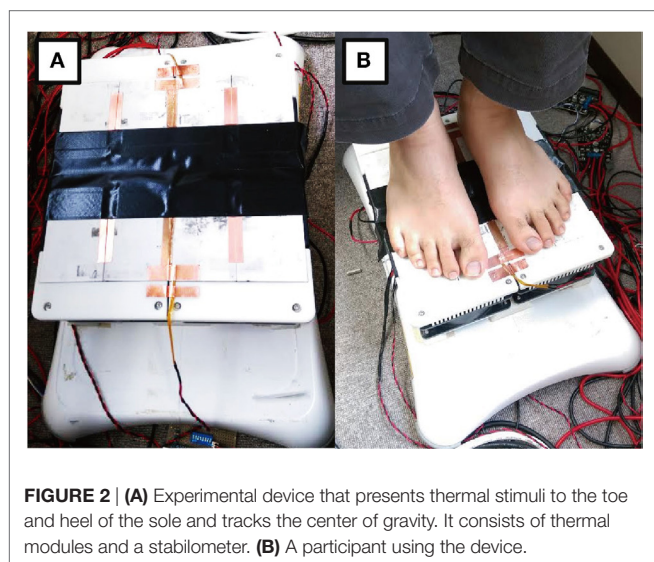 A
B
FIGURE 2 | (A) Experimental device that presents thermal stimuli to the toe
and heel of the sole and tracks the center of gravity. It consists of thermal
modules and a stabilometer. (B) A participant using the device.